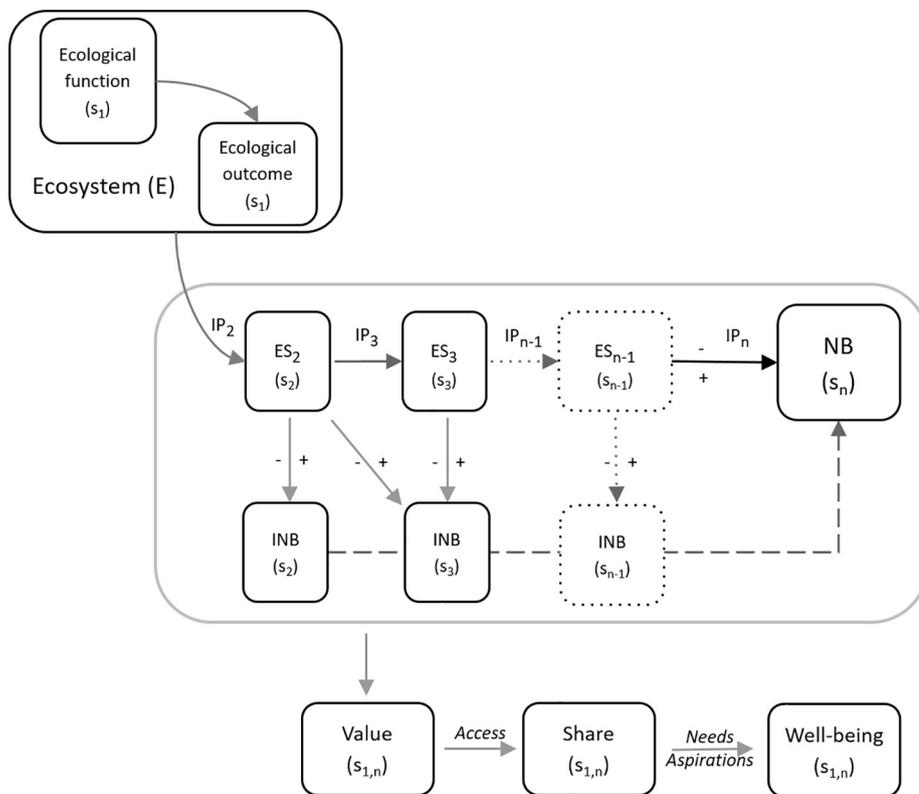 Ecological
function
(s₁)
Ecological
outcome
(s₁)
Ecosystem (E)
IP₂
ES₂
(s₂)
IP₃
ES₃
(s₃)
IPₙ₋₁
ESₙ₋₁
(sₙ₋₁)
- IPₙ
+
NB
(sₙ)
- +
- +
- +
- +
INB
(s₂)
INB
(s₃)
INB
(sₙ₋₁)
Value
(s₁,ₙ)
Access
Share
(s₁,ₙ)
Needs
Aspirations
Well-being
(s₁,ₙ)